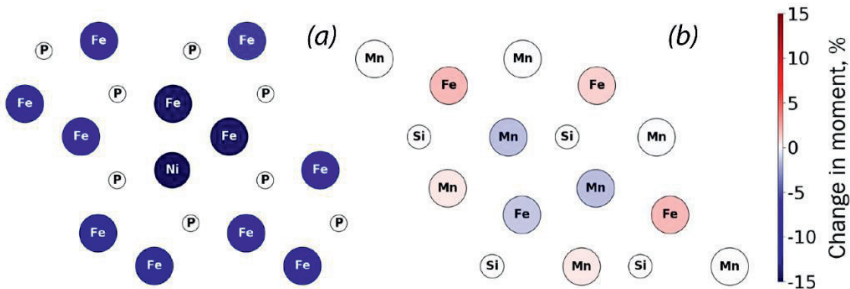 (a)
P Fe P Fe
Fe P Fe P
Fe Fe
P Ni P Fe
Fe P Fe P
Fe Fe
(b)
Mn Mn
Fe Fe
Si Mn Si Mn
Mn Mn
Fe Fe
Si Mn Si Mn
15
10
5
0
-5
-10
-15
Change in moment, %